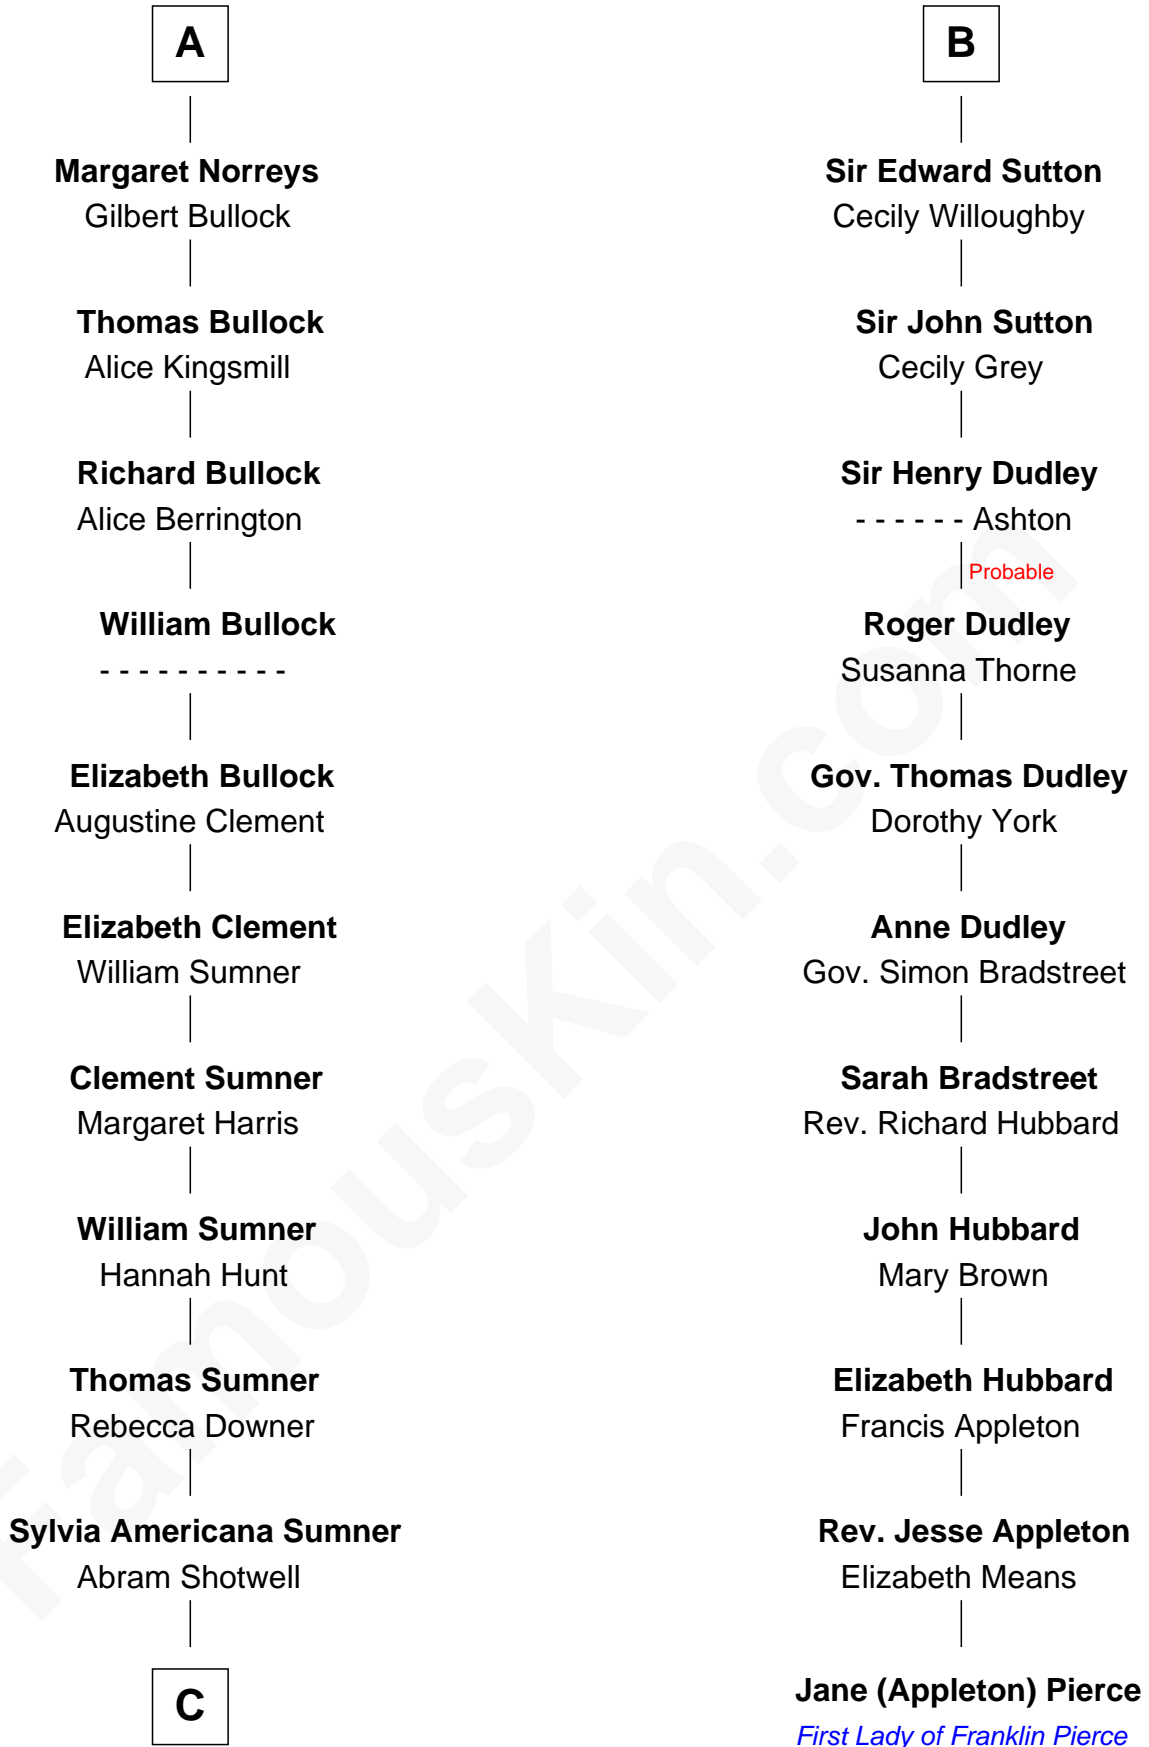 A
Margaret Norreys
Gilbert Bullock
Thomas Bullock
Alice Kingsmill
Richard Bullock
Alice Berrington
William Bullock
- - - - - - - - - -
Elizabeth Bullock
Augustine Clement
Elizabeth Clement
William Sumner
Clement Sumner
Margaret Harris
William Sumner
Hannah Hunt
Thomas Sumner
Rebecca Downer
Sylvia Americana Sumner
Abram Shotwell
C
B
Sir Edward Sutton
Cecily Willoughby
Sir John Sutton
Cecily Grey
Sir Henry Dudley
- - - - - - Ashton
Probable
Roger Dudley
Susanna Thorne
Gov. Thomas Dudley
Dorothy York
Anne Dudley
Gov. Simon Bradstreet
Sarah Bradstreet
Rev. Richard Hubbard
John Hubbard
Mary Brown
Elizabeth Hubbard
Francis Appleton
Rev. Jesse Appleton
Elizabeth Means
Jane (Appleton) Pierce
First Lady of Franklin Pierce
FamousKin.com